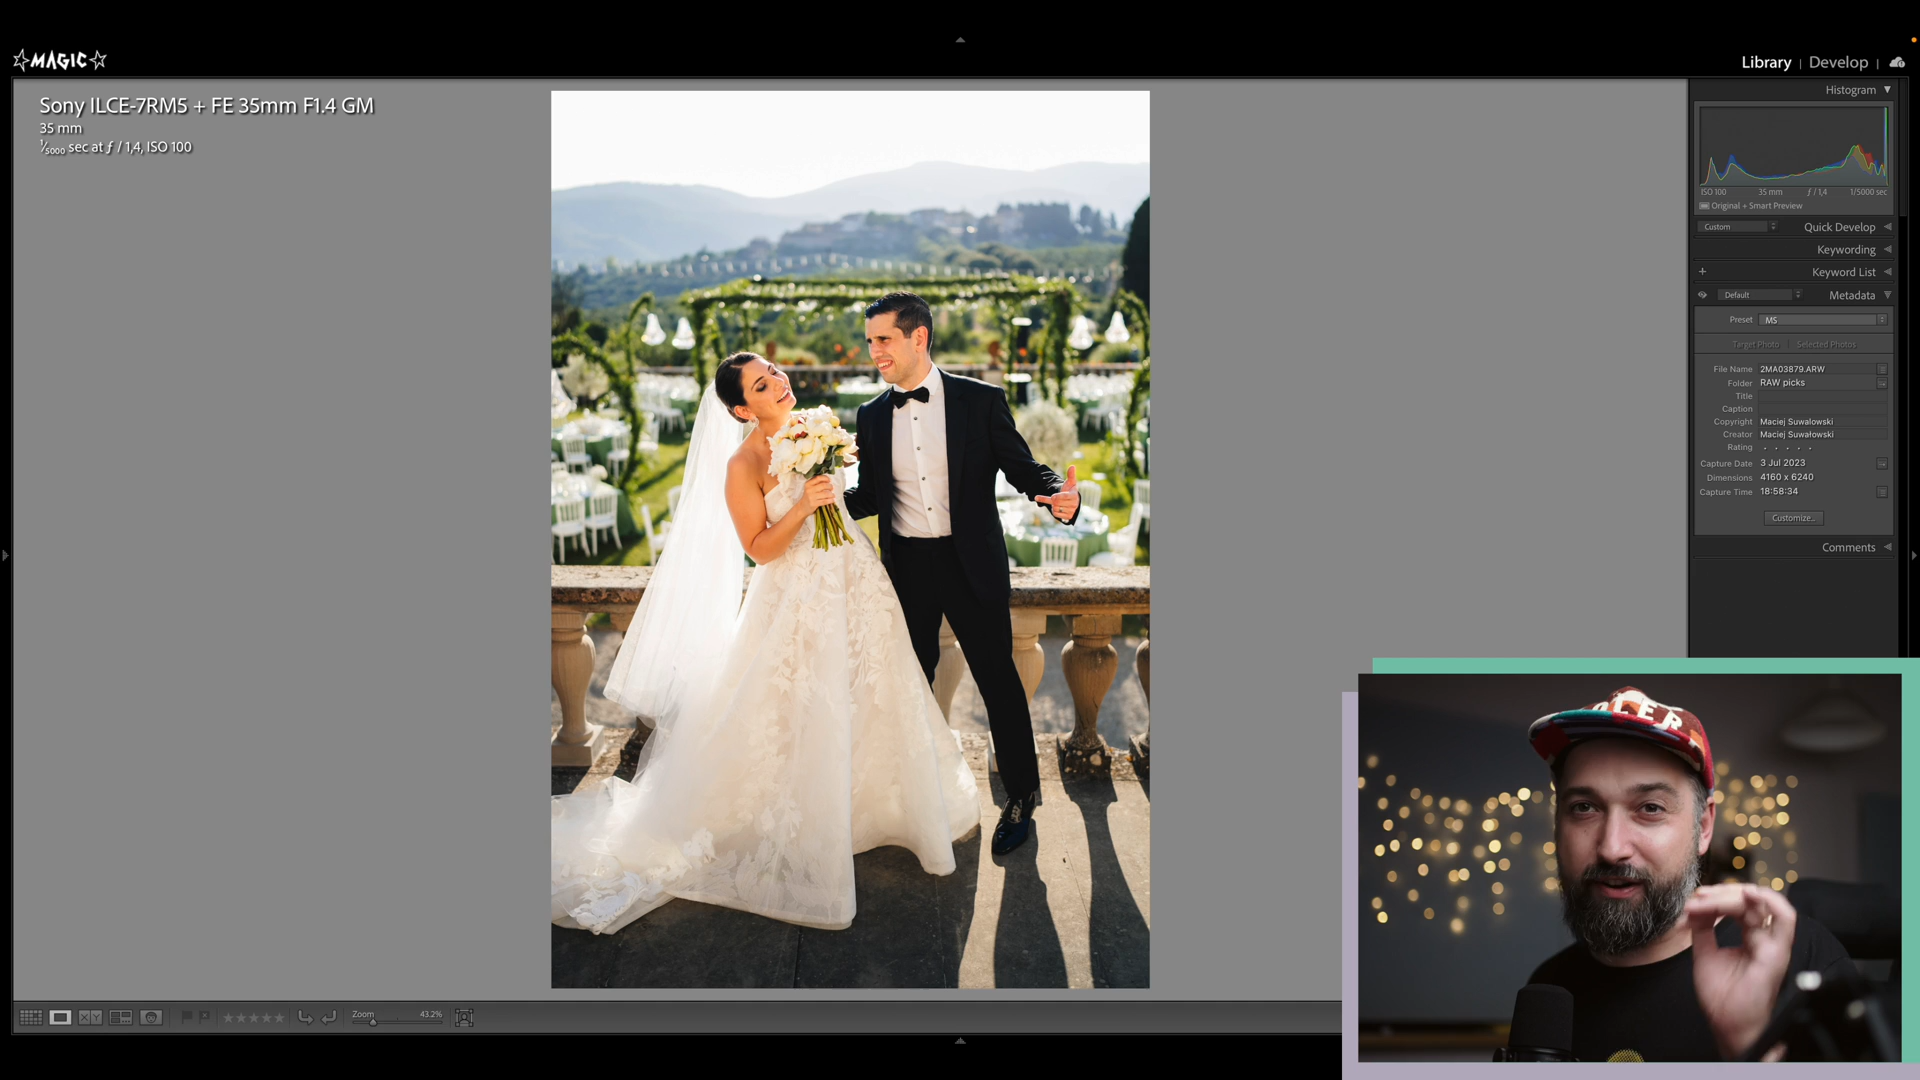 ☆MAGIC☆
Library | Develop |
Sony ILCE-7RM5 + FE 35mm F1.4 GM
35 mm
1/5000 sec at ƒ / 1,4, ISO 100
Histogram
ISO 100 35 mm ƒ / 1,4 1/5000 sec
Original + Smart Preview
Custom Quick Develop
Keywording
+ Keyword List
Default Metadata
Preset MS
Target Photo Selected Photos
File Name 2MA03879.ARW
Folder RAW picks
Title
Caption
Copyright Maciej Suwalowski
Creator Maciej Suwałowski
Rating
Capture Date 3 Jul 2023
Dimensions 4160 x 6240
Capture Time 18:58:34
Customize...
Comments
Zoom 43.2%
XY